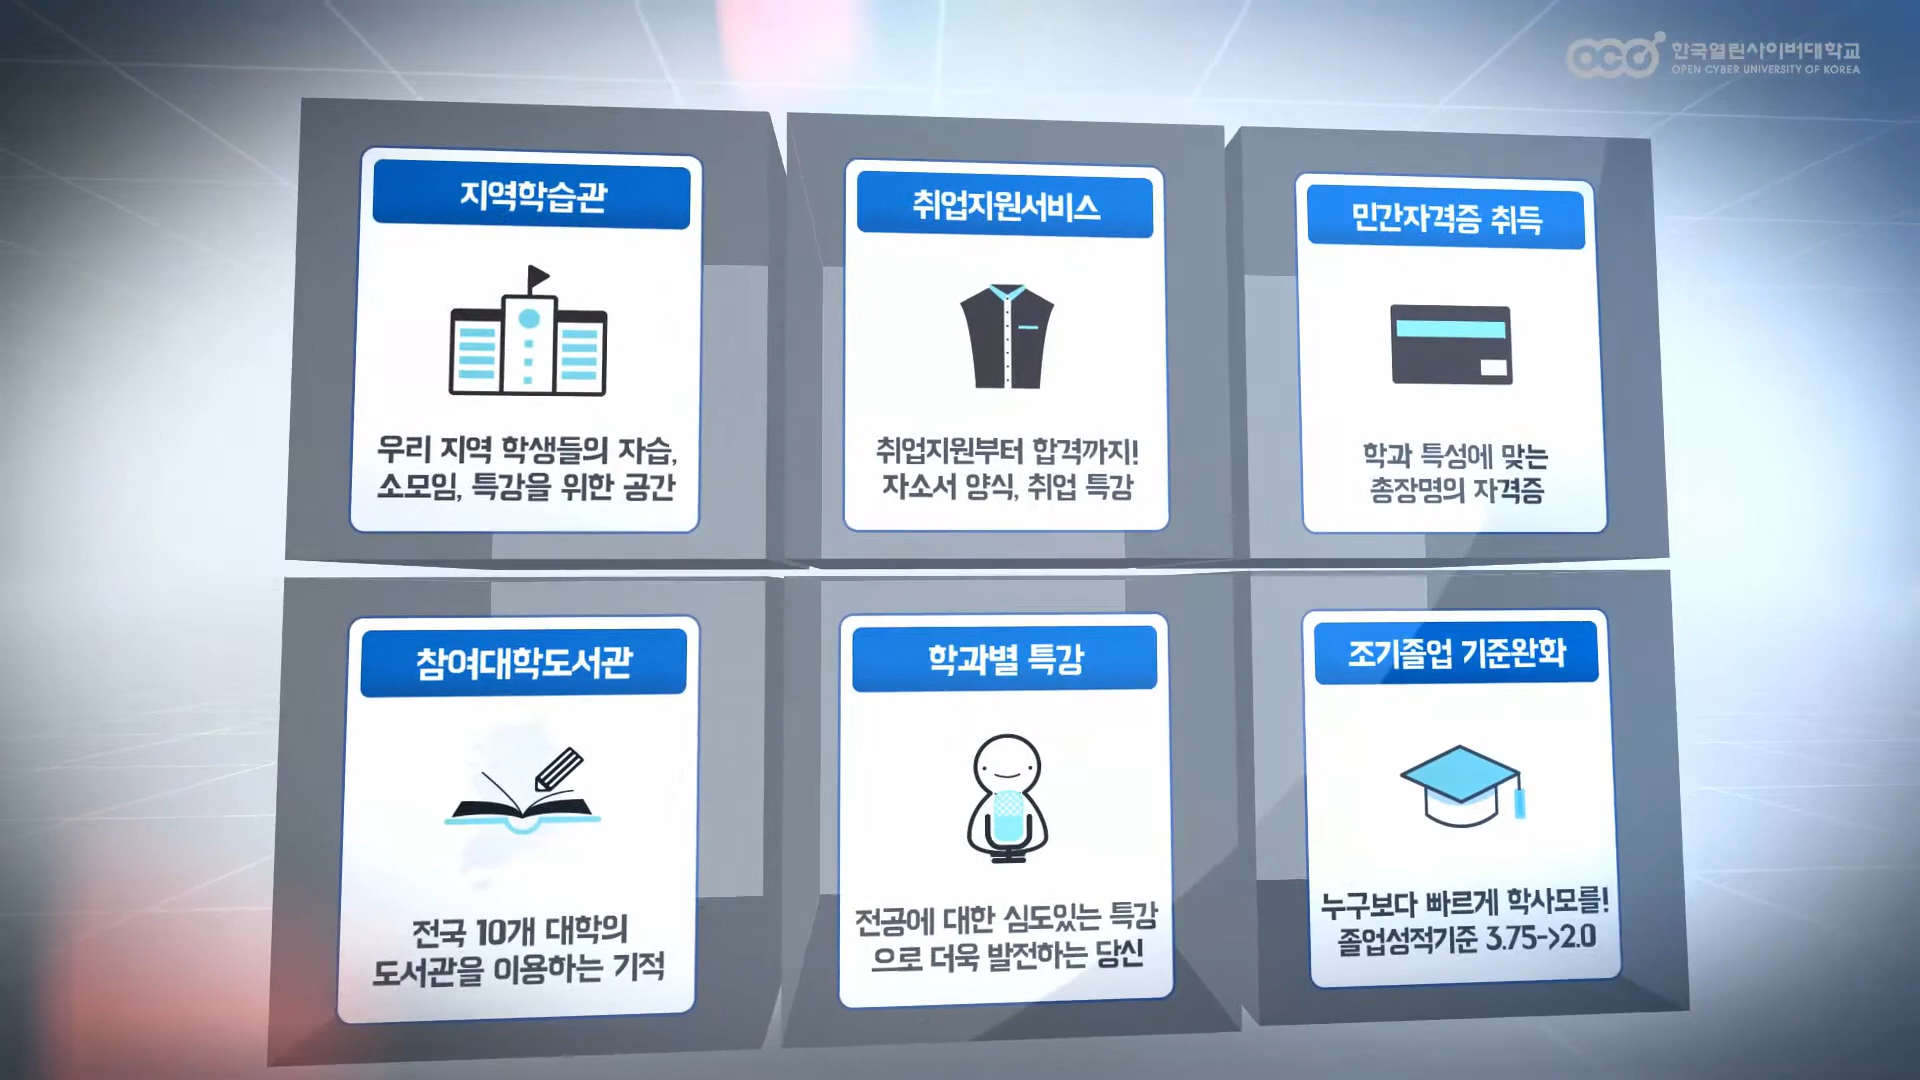 한국열린사이버대학교
OPEN CYBER UNIVERSITY OF KOREA
지역학습관
우리 지역 학생들의 자습,
소모임, 특강을 위한 공간
취업지원서비스
취업지원부터 합격까지!
자소서 양식, 취업 특강
민간자격증 취득
학과 특성에 맞는
총장명의 자격증
참여대학도서관
전국 10개 대학의
도서관을 이용하는 기적
학과별 특강
전공에 대한 심도있는 특강
으로 더욱 발전하는 당신
조기졸업 기준완화
누구보다 빠르게 학사모를!
졸업성적기준 3.75->2.0